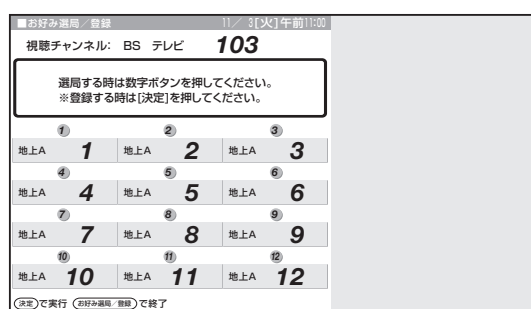 ■お好み選局／登録 11／ 3[火]午前11:00
視聴チャンネル: BS テレビ 103
選局する時は数字ボタンを押してください。
※登録する時は[決定]を押してください。
1 2 3
地上A 1 地上A 2 地上A 3
4 5 6
地上A 4 地上A 5 地上A 6
7 8 9
地上A 7 地上A 8 地上A 9
10 11 12
地上A 10 地上A 11 地上A 12
決定で実行 お好み選局／登録で終了